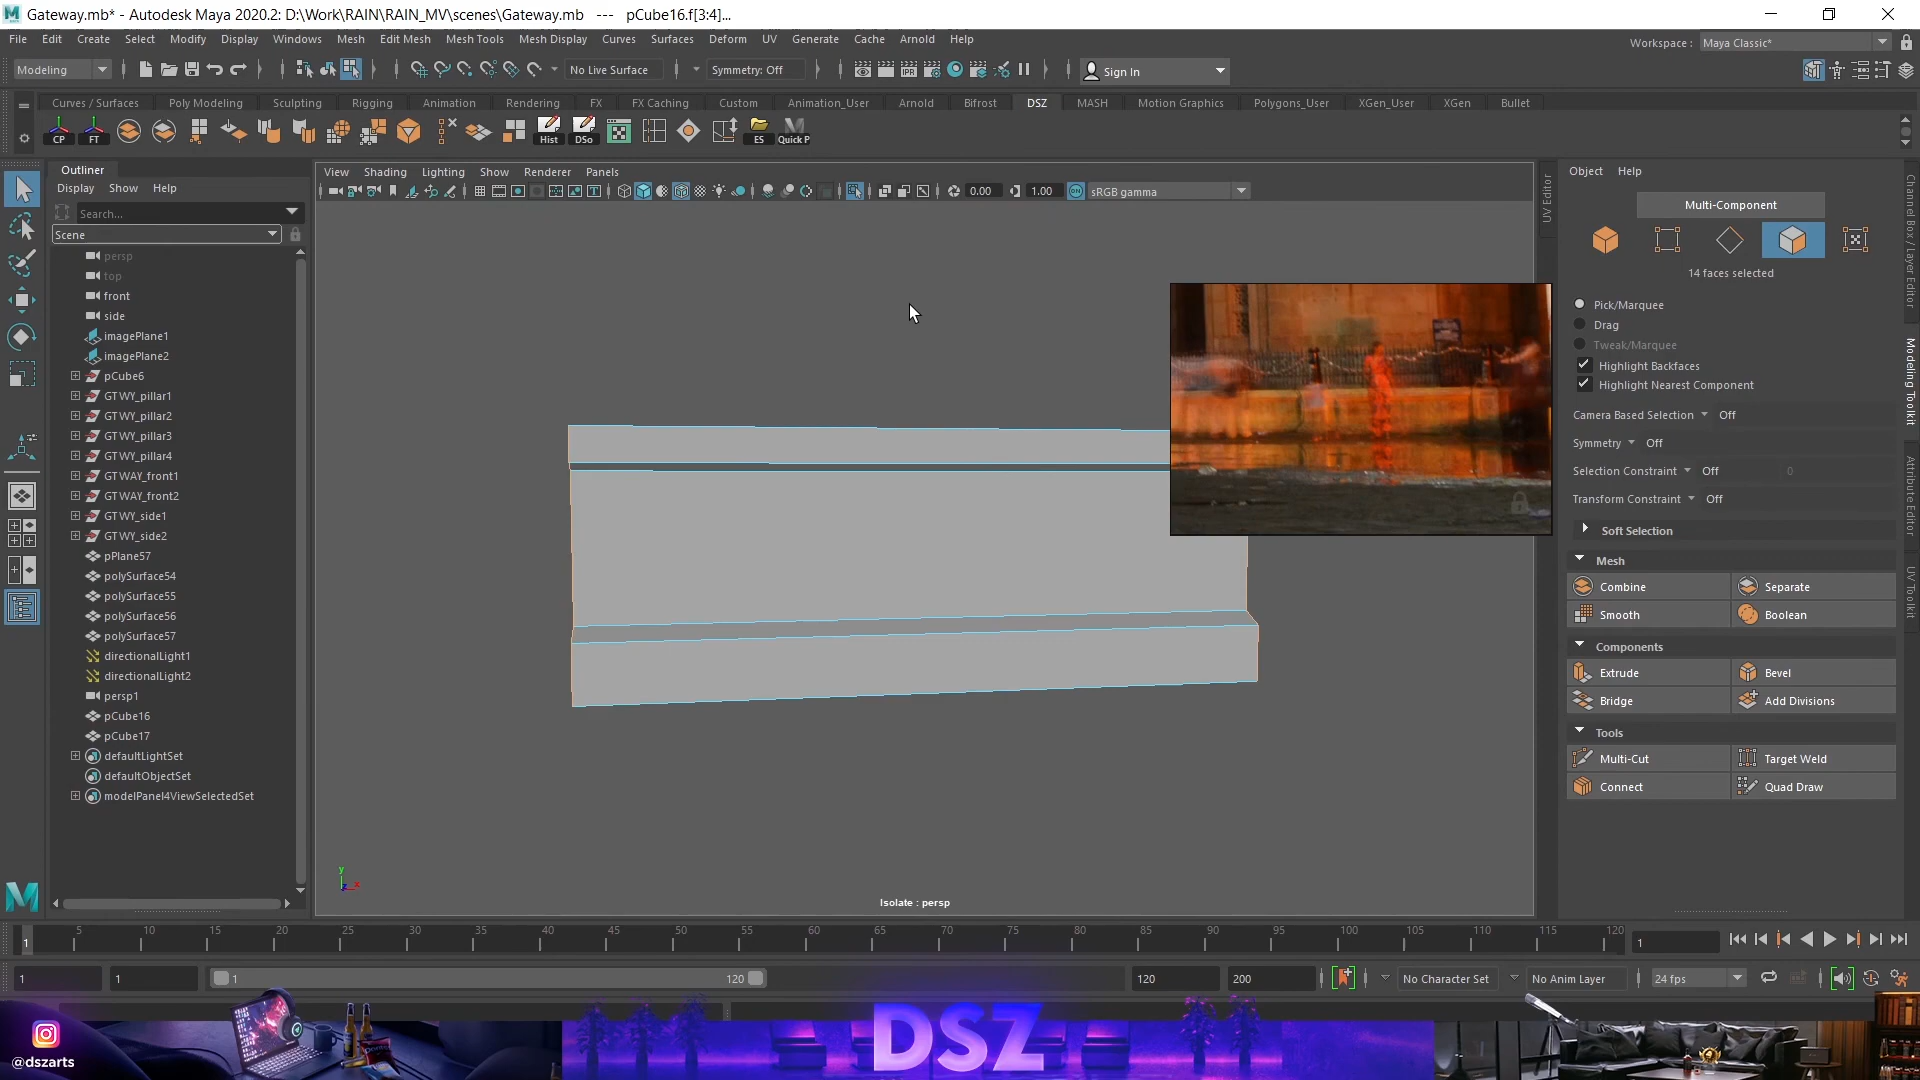 Gateway.mb* - Autodesk Maya 2020.2: D:\Work\RAIN\RAIN_MV\scenes\Gateway.mb --- pCube16.f[3:4]...
File Edit Create Select Modify Display Windows Mesh Edit Mesh Mesh Tools Mesh Display Curves Surfaces Deform UV Generate Cache Arnold Help
Workspace : Maya Classic*
Modeling No Live Surface Symmetry: Off Sign In
Curves / Surfaces Poly Modeling Sculpting Rigging Animation Rendering FX FX Caching Custom Animation_User Arnold Bifrost DSZ MASH Motion Graphics Polygons_User XGen_User XGen Bullet
CP FT Hist DSo ES Quick P
Outliner
Display Show Help
Search...
Scene
persp
top
front
side
imagePlane1
imagePlane2
pCube6
GTWY_pillar1
GTWY_pillar2
GTWY_pillar3
GTWY_pillar4
GTWAY_front1
GTWAY_front2
GTWY_side1
GTWY_side2
pPlane57
polySurface54
polySurface55
polySurface56
polySurface57
directionalLight1
directionalLight2
persp1
pCube16
pCube17
defaultLightSet
defaultObjectSet
modelPanel4ViewSelectedSet
View Shading Lighting Show Renderer Panels
0.00 1.00 ON sRGB gamma
y
z x
Isolate : persp
UV Editor
Object Help
Multi-Component
14 faces selected
Pick/Marquee
Drag
Tweak/Marquee
Highlight Backfaces
Highlight Nearest Component
Camera Based Selection Off
Symmetry Off
Selection Constraint Off 0
Transform Constraint Off
Soft Selection
Mesh
Combine Separate
Smooth Boolean
Components
Extrude Bevel
Bridge Add Divisions
Tools
Multi-Cut Target Weld
Connect Quad Draw
Channel Box / Layer Editor
Modeling Toolkit
Attribute Editor
UV Toolkit
5 10 15 20 25 30 35 40 45 50 55 60 65 70 75 80 85 90 95 100 105 110 115 120
1 1
1 1 1 120 120 200 No Character Set No Anim Layer 24 fps
DSZ
@dszarts